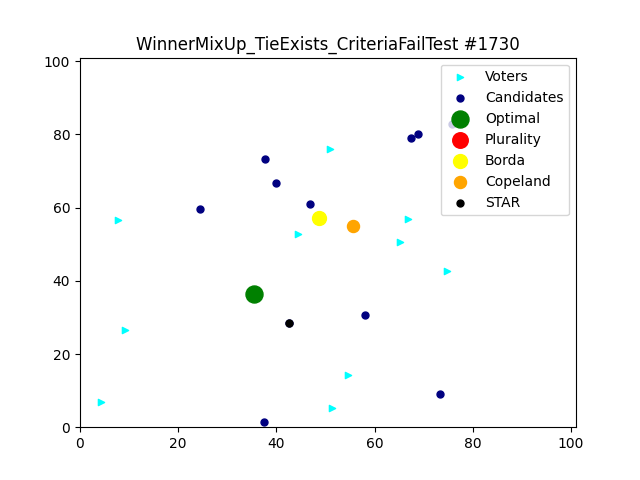 WinnerMixUp_TieExists_CriteriaFailTest #1730
100
80
60
40
20
0
0
20
40
60
80
100
Voters
Candidates
Optimal
Plurality
Borda
Copeland
STAR